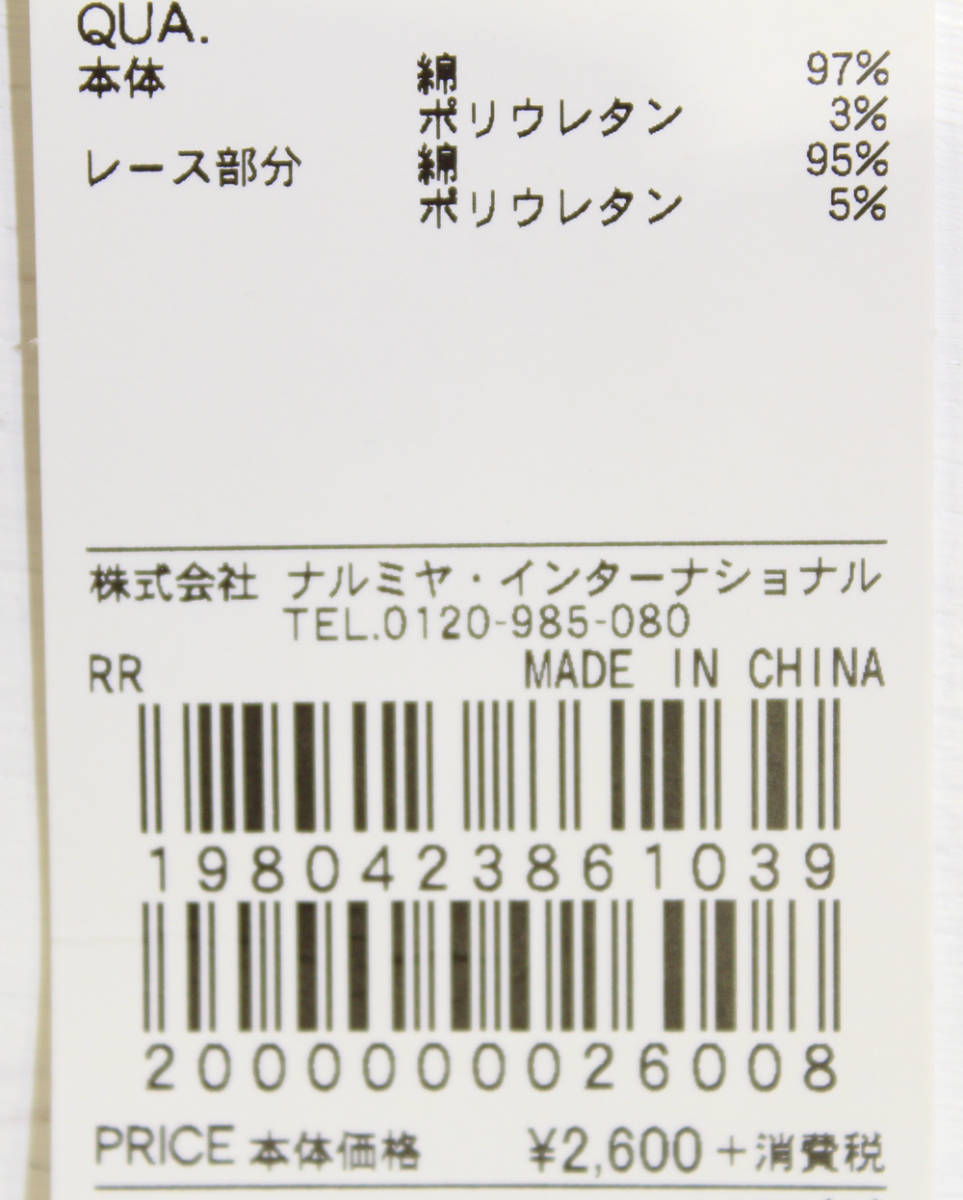 QUA.
本体 綿 97%
ポリウレタン 3%
レース部分 綿 95%
ポリウレタン 5%
株式会社 ナルミヤ・インターナショナル
TEL.0120-985-080
RR MADE IN CHINA
1980423861039
2000000026008
PRICE 本体価格 ¥2,600+消費税